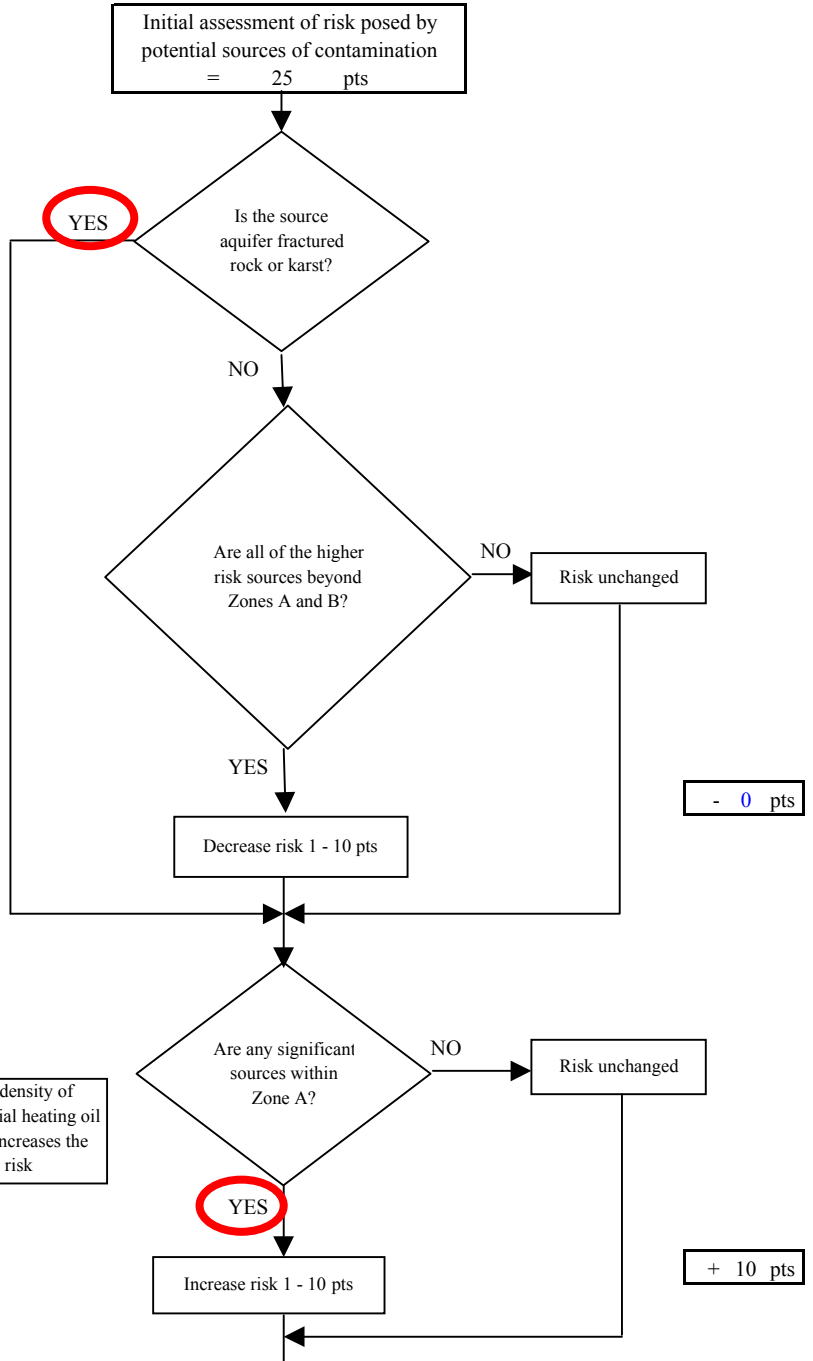 Initial assessment of risk posed by
potential sources of contamination
= 25 pts
YES
Is the source
aquifer fractured
rock or karst?
NO
Are all of the higher
risk sources beyond
Zones A and B?
NO
Risk unchanged
YES
- 0 pts
Decrease risk 1 - 10 pts
Are any significant
sources within
Zone A?
NO
Risk unchanged
density of
ial heating oil
ncreases the
risk
YES
Increase risk 1 - 10 pts
+ 10 pts